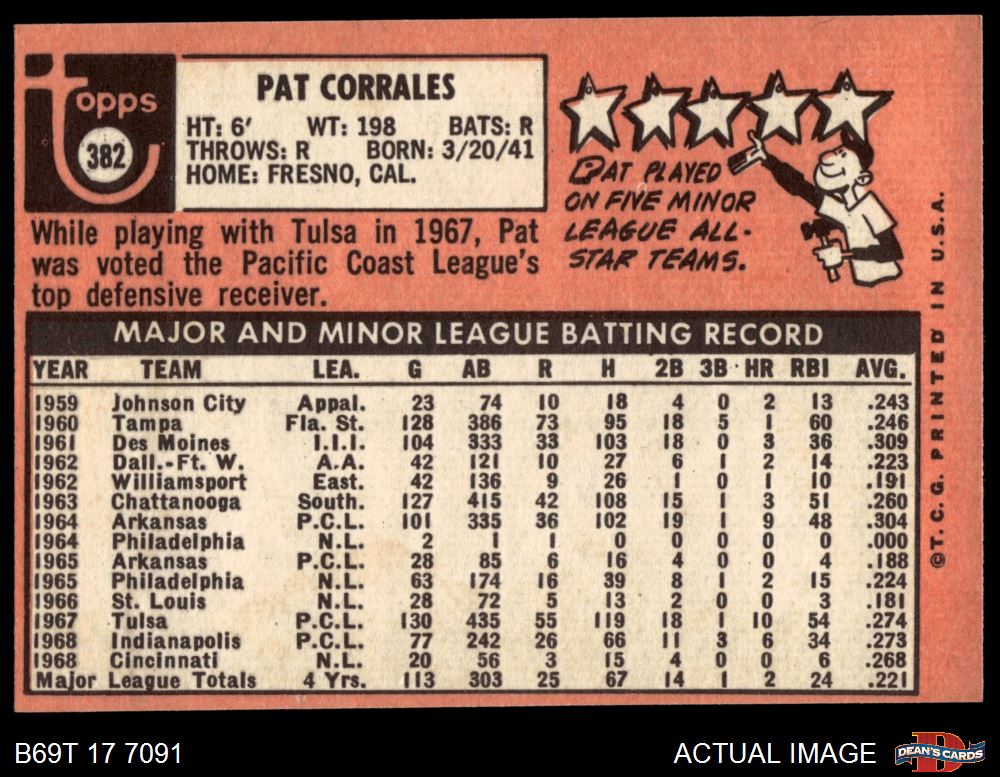 Topps
382
PAT CORRALES
HT: 6' WT: 198 BATS: R
THROWS: R BORN: 3/20/41
HOME: FRESNO, CAL.
While playing with Tulsa in 1967, Pat
was voted the Pacific Coast League's
top defensive receiver.
PAT PLAYED
ON FIVE MINOR
LEAGUE ALL-
STAR TEAMS.
MAJOR AND MINOR LEAGUE BATTING RECORD
YEAR TEAM LEA. G AB R H 2B 3B HR RBI AVG.
1959 Johnson City Appal. 23 74 10 18 4 0 2 13 .243
1960 Tampa Fla. St. 128 386 73 95 18 5 1 60 .246
1961 Des Moines I.I.I. 104 333 33 103 18 0 3 36 .309
1962 Dall.-Ft. W. A.A. 42 121 10 27 6 1 2 14 .223
1962 Williamsport East. 42 136 9 26 1 0 1 10 .191
1963 Chattanooga South. 127 415 42 108 15 1 3 51 .260
1964 Arkansas P.C.L. 101 335 36 102 19 1 9 48 .304
1964 Philadelphia N.L. 2 1 1 0 0 0 0 0 .000
1965 Arkansas P.C.L. 28 85 6 16 4 0 0 4 .188
1965 Philadelphia N.L. 63 174 16 39 8 1 2 15 .224
1966 St. Louis N.L. 28 72 5 13 2 0 0 3 .181
1967 Tulsa P.C.L. 130 435 55 119 18 1 10 54 .274
1968 Indianapolis P.C.L. 77 242 26 66 11 3 6 34 .273
1968 Cincinnati N.L. 20 56 3 15 4 0 0 6 .268
Major League Totals 4 Yrs. 113 303 25 67 14 1 2 24 .221
©T.C.G. PRINTED IN U.S.A.
B69T 17 7091
ACTUAL IMAGE
DEAN'S CARDS